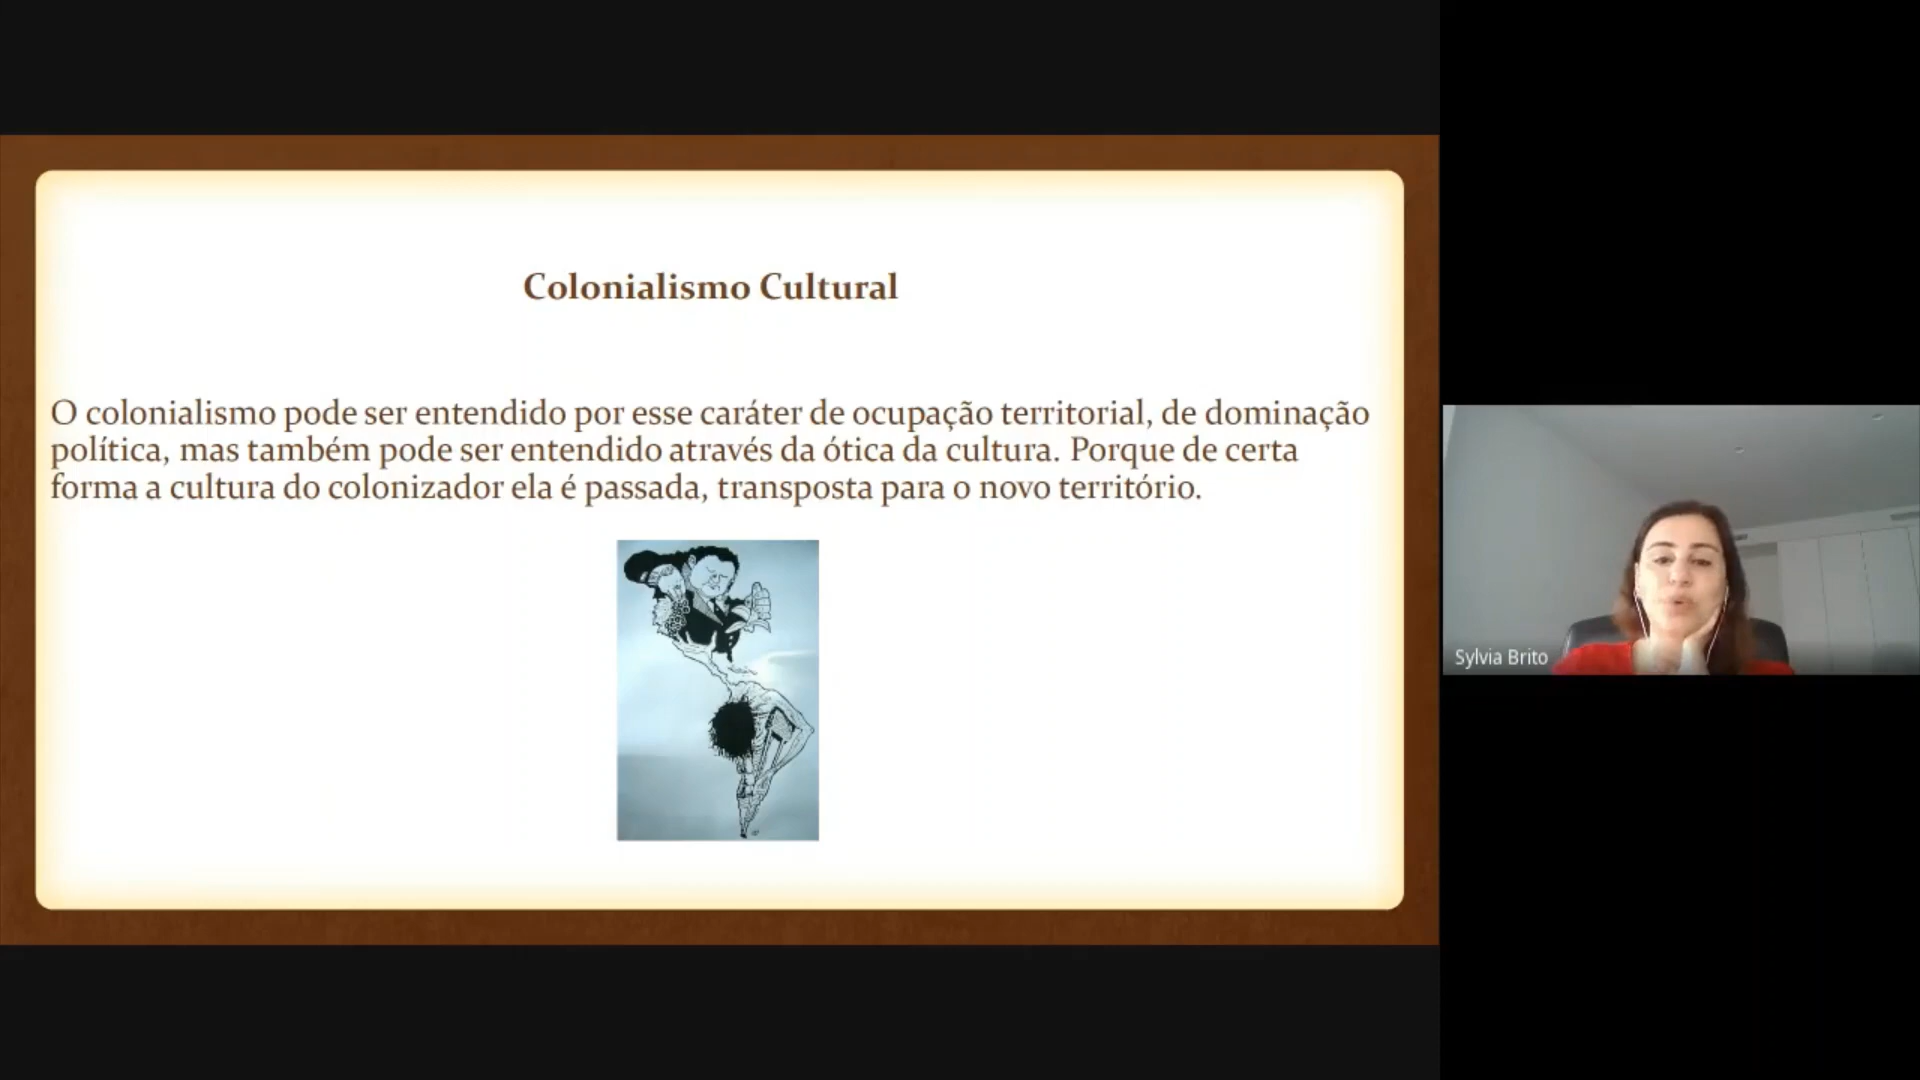 Colonialismo Cultural
O colonialismo pode ser entendido por esse caráter de ocupação territorial, de dominação
política, mas também pode ser entendido através da ótica da cultura. Porque de certa
forma a cultura do colonizador ela é passada, transposta para o novo território.
Sylvia Brito